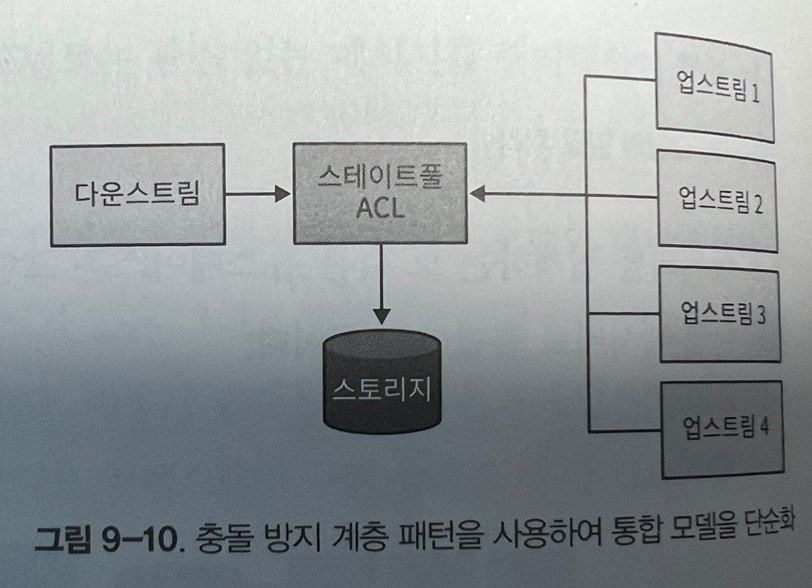 다운스트림
스테이트풀
ACL
스토리지
업스트림 1
업스트림 2
업스트림 3
업스트림 4
그림 9-10. 충돌 방지 계층 패턴을 사용하여 통합 모델을 단순화